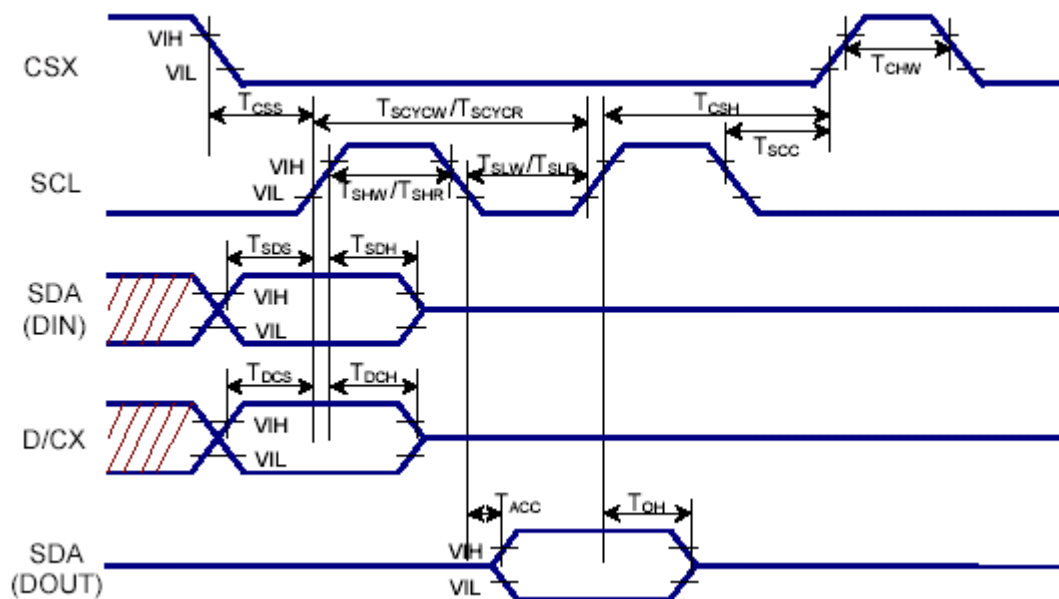 CSX
VIH
VIL
TCHW
TCSS
TSCYCW/TSCYCR
TCSH
TSCC
SCL
VIH
VIL
TSHW/TSHR
TSLW/TSLR
SDA
(DIN)
TSDS
TSDH
VIH
VIL
D/CX
TDCS
TDCH
VIH
VIL
SDA
(DOUT)
TACC
TOH
VIH
VIL